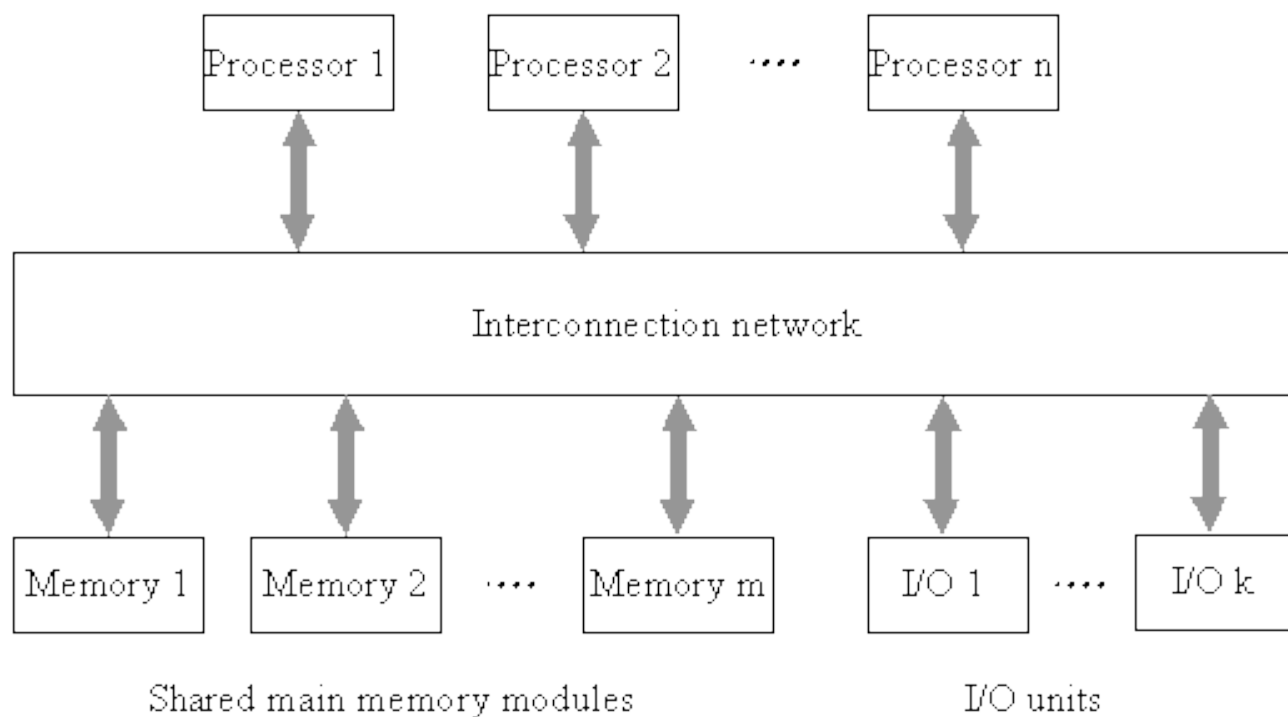 Processor 1 Processor 2 .... Processor n
Interconnection network
Memory 1 Memory 2 .... Memory m I/O 1 .... I/O k
Shared main memory modules I/O units